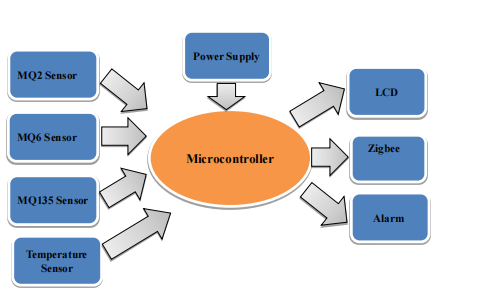 Power Supply
MQ2 Sensor
LCD
MQ6 Sensor
Zigbee
Microcontroller
MQ135 Sensor
Alarm
Temperature
Sensor